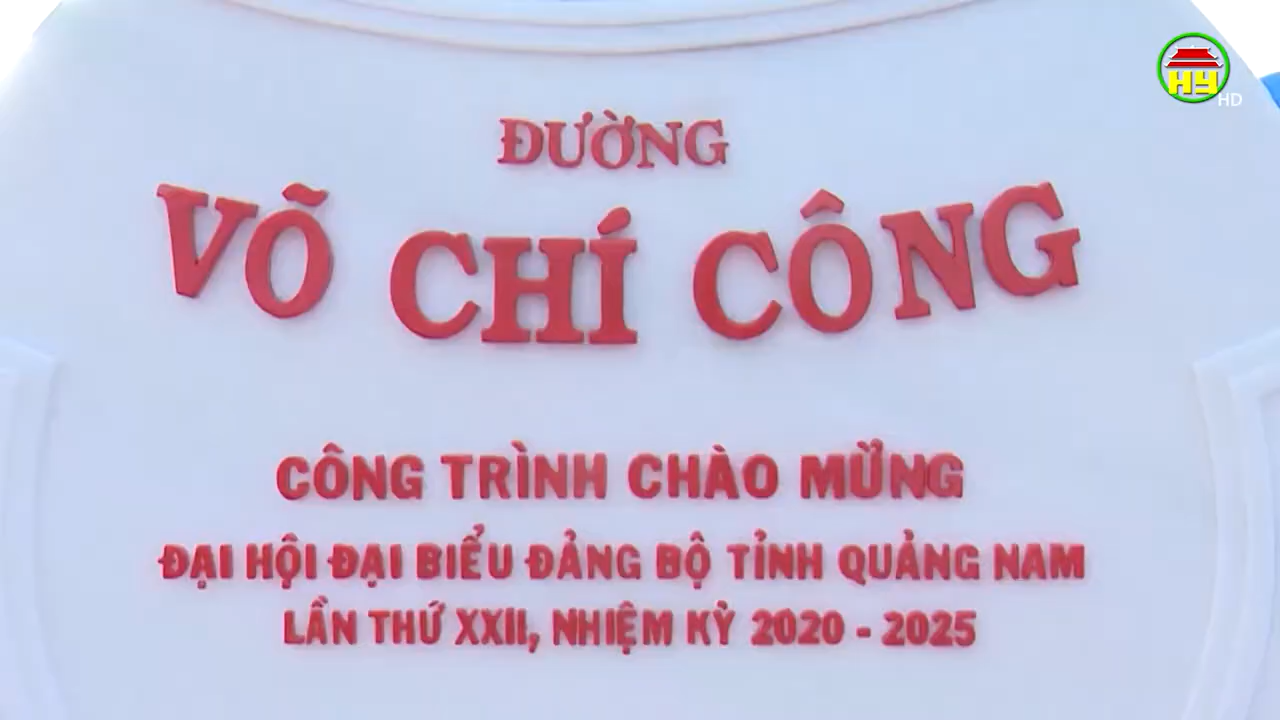 HY
HD
ĐƯỜNG
VÕ CHÍ CÔNG
CÔNG TRÌNH CHÀO MỪNG
ĐẠI HỘI ĐẠI BIỂU ĐẢNG BỘ TỈNH QUẢNG NAM
LẦN THỨ XXII, NHIỆM KỲ 2020 - 2025